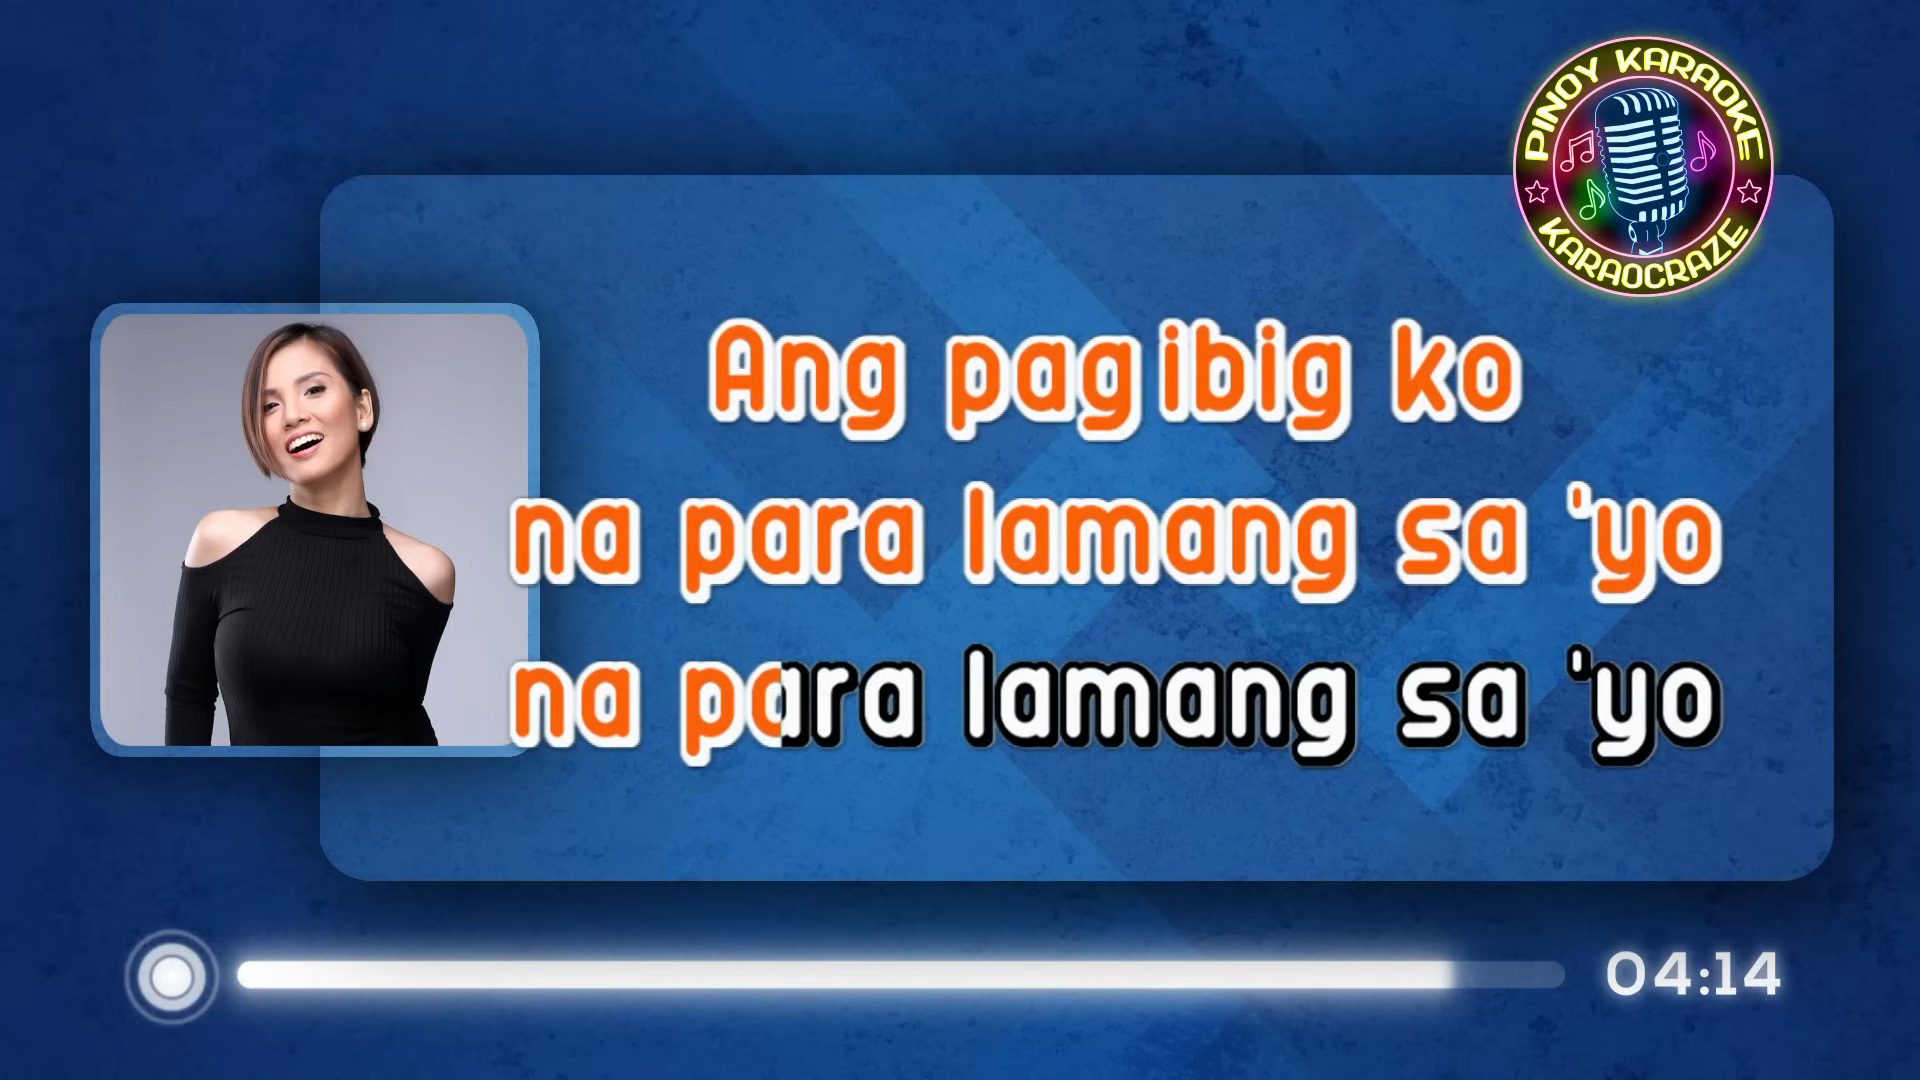 PINOY KARAOKE
KARAOCRAZE
Ang pag ibig ko
na para lamang sa 'yo
na para lamang sa 'yo
04:14